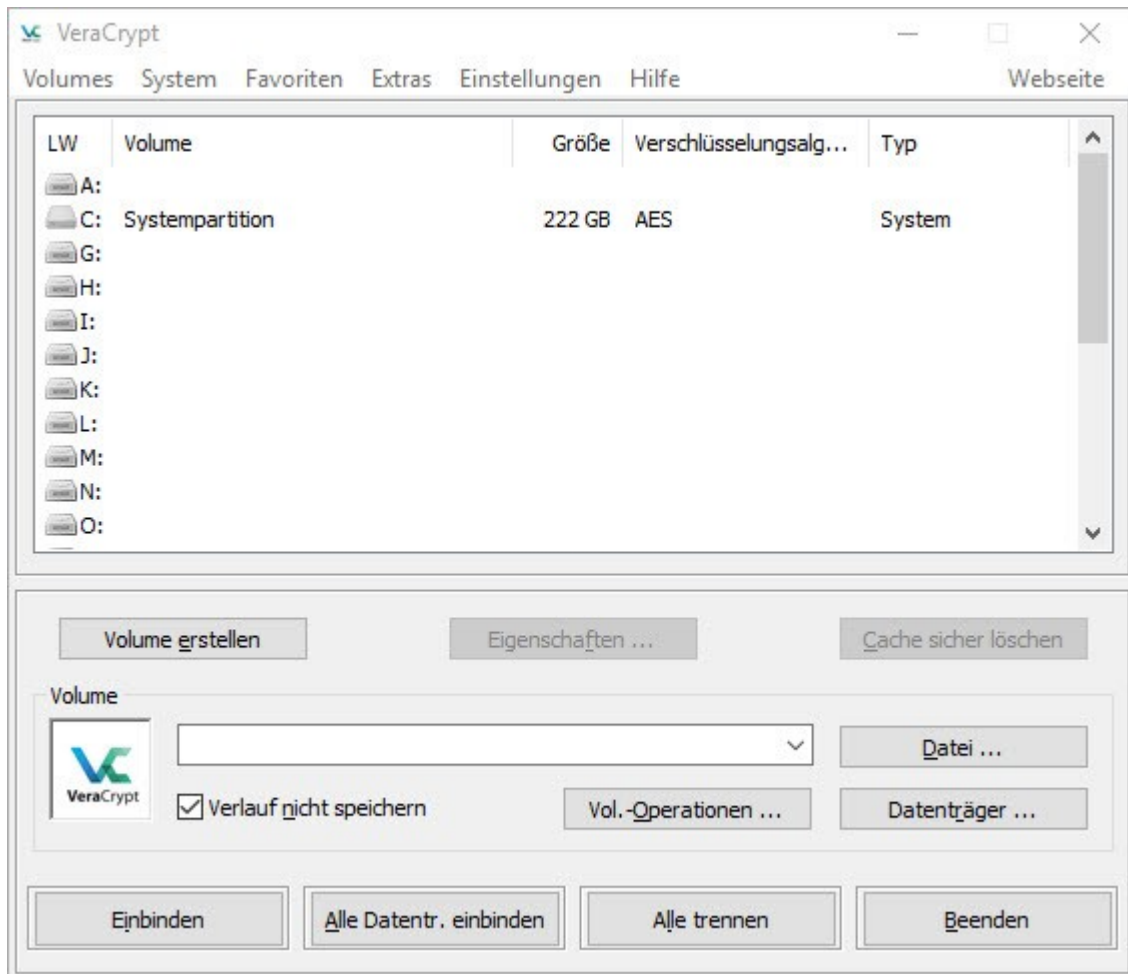 VeraCrypt
Volumes System Favoriten Extras Einstellungen Hilfe Webseite
LW Volume Größe Verschlüsselungsalg... Typ
A:
C: Systempartition 222 GB AES System
G:
H:
I:
J:
K:
L:
M:
N:
O:
Volume erstellen Eigenschaften ... Cache sicher löschen
Volume
Datei ...
VeraCrypt
Verlauf nicht speichern Vol.-Operationen ... Datenträger ...
Einbinden Alle Datentr. einbinden Alle trennen Beenden